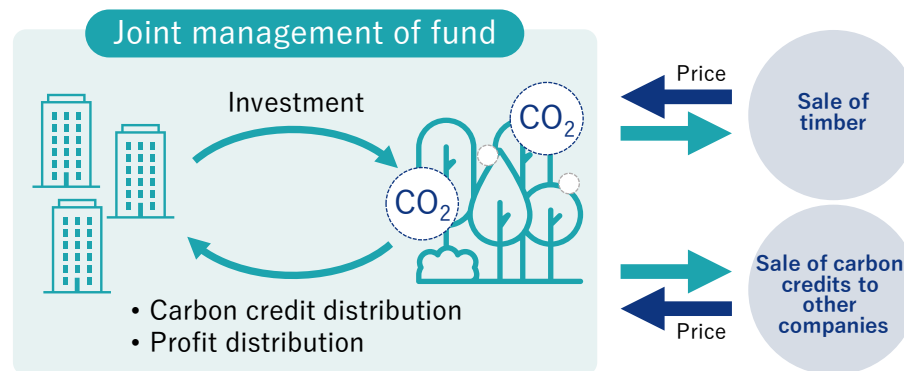 Joint management of fund
Investment
CO2
CO2
• Carbon credit distribution
• Profit distribution
Price
Sale of
timber
Sale of carbon
credits to
other
companies
Price